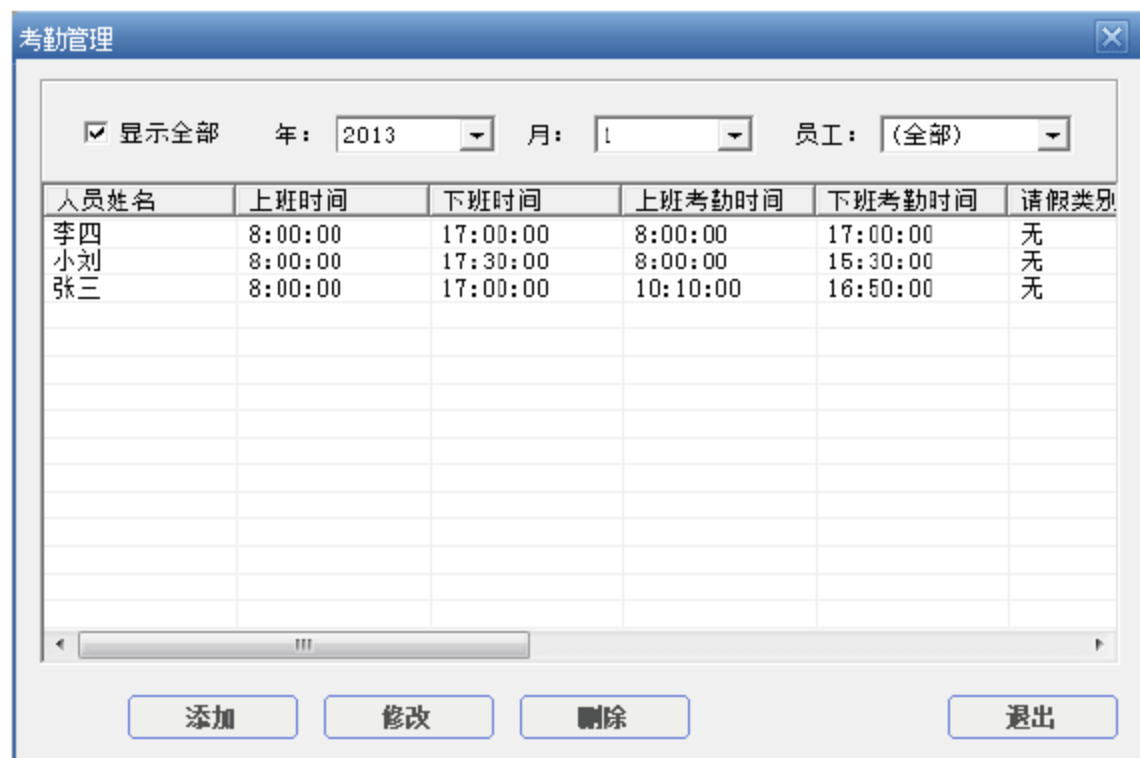 考勤管理
显示全部 年： 2013 月： 1 员工： (全部)
人员姓名 上班时间 下班时间 上班考勤时间 下班考勤时间 请假类别
李四 8:00:00 17:00:00 8:00:00 17:00:00 无
小刘 8:00:00 17:30:00 8:00:00 15:30:00 无
张三 8:00:00 17:00:00 10:10:00 16:50:00 无
添加 修改 删除 退出